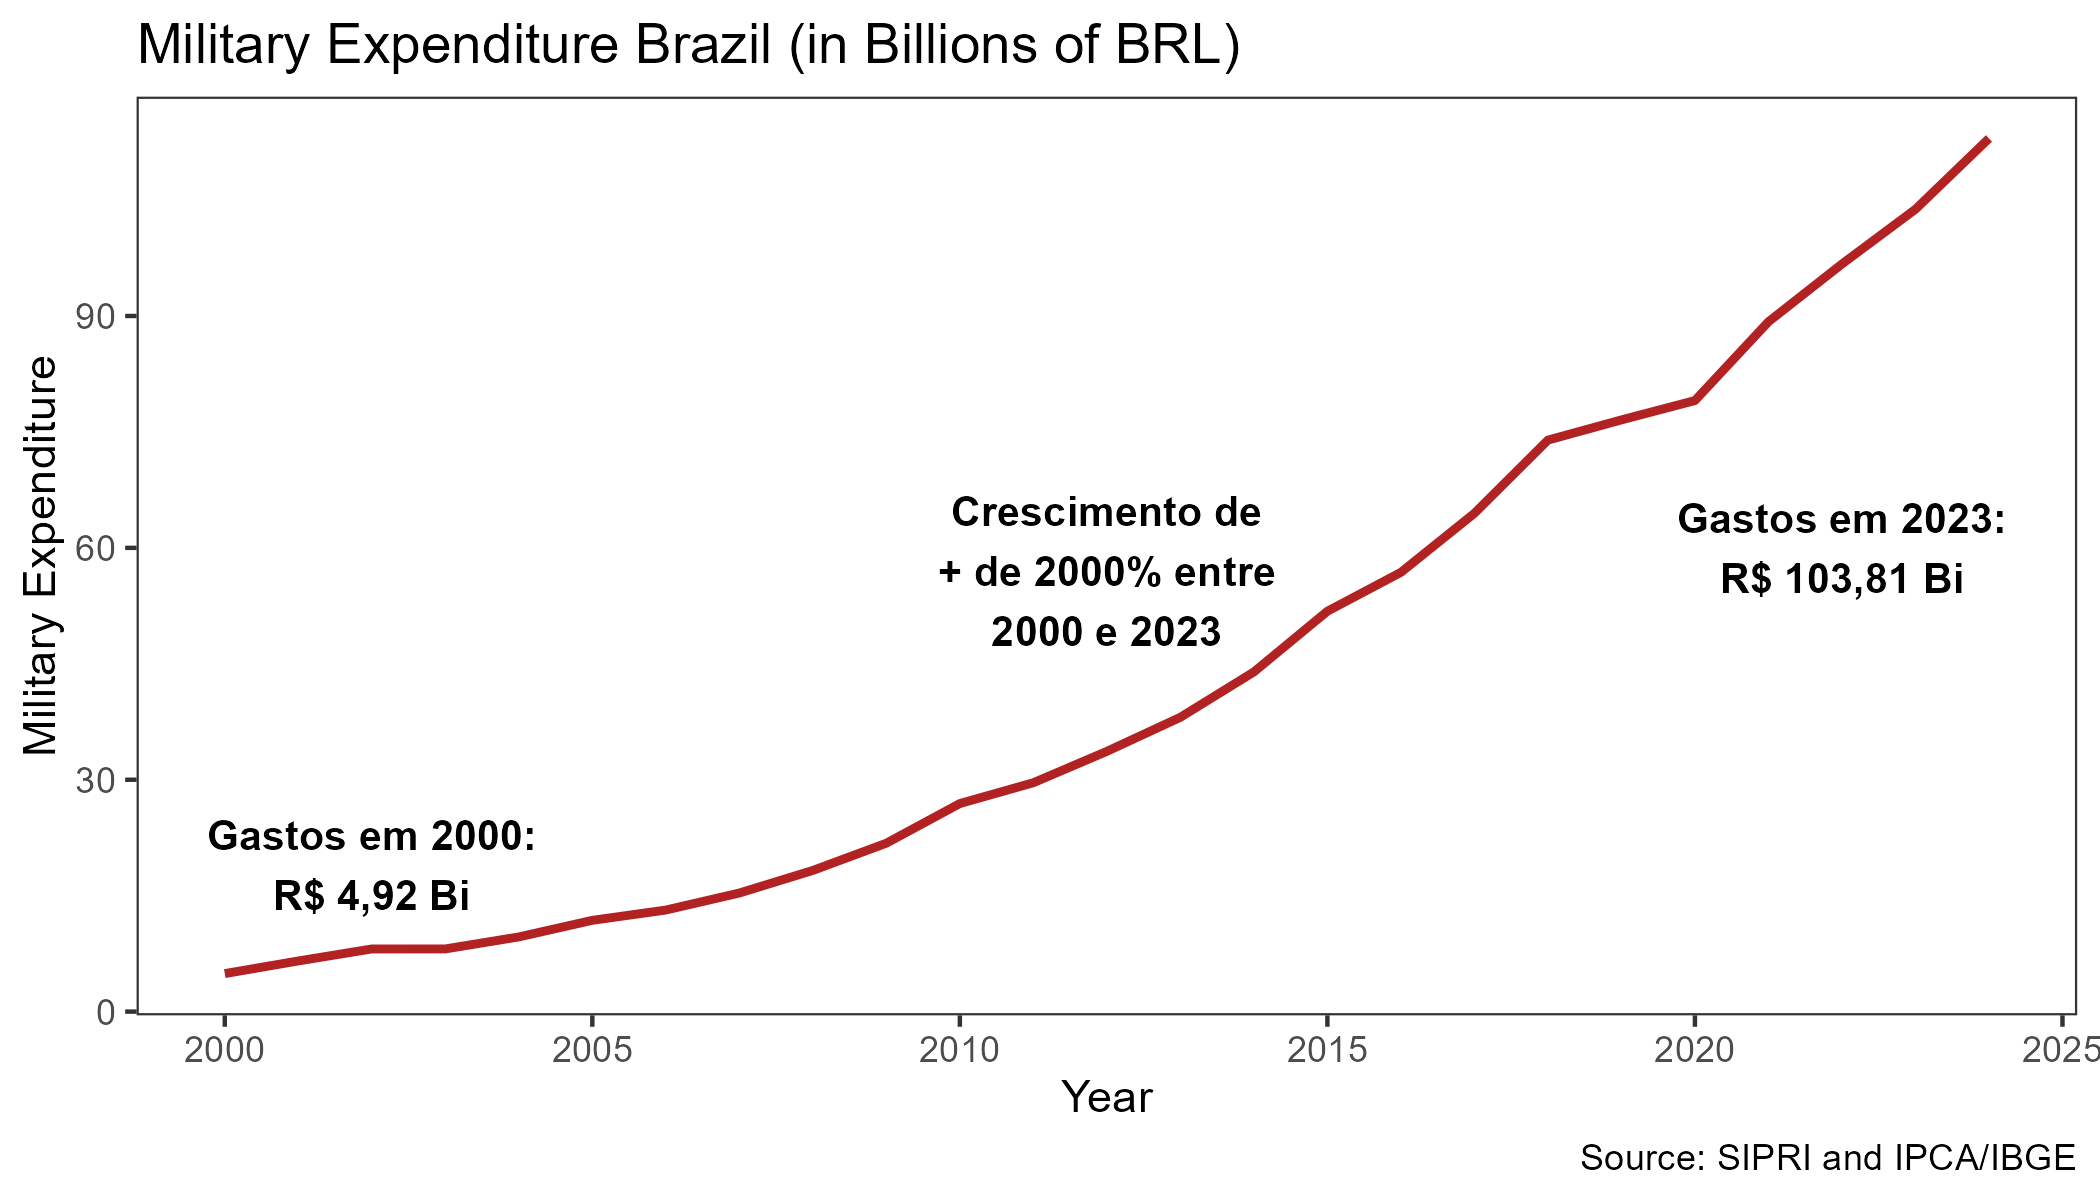 Military Expenditure Brazil (in Billions of BRL)
Military Expenditure
90
60
30
0
Crescimento de
+ de 2000% entre
2000 e 2023
Gastos em 2023:
R$ 103,81 Bi
Gastos em 2000:
R$ 4,92 Bi
2000 2005 2010 2015 2020 2025
Year
Source: SIPRI and IPCA/IBGE